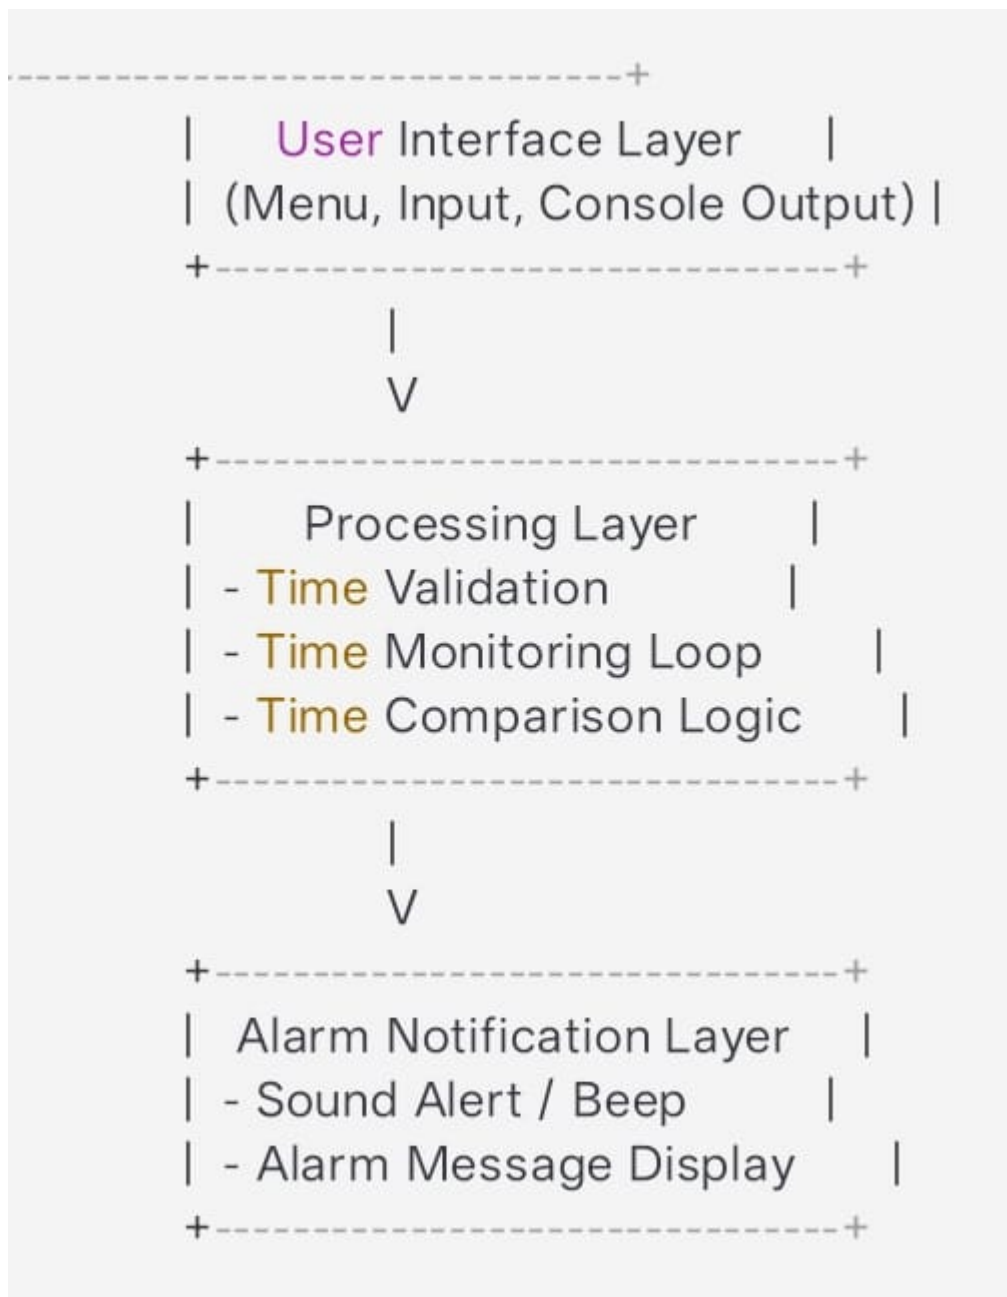 --------------------------------+
|     User Interface Layer     |
|  (Menu, Input, Console Output) |
+--------------------------------+
|
V
+--------------------------------+
|      Processing Layer      |
|  - Time Validation          |
|  - Time Monitoring Loop      |
|  - Time Comparison Logic     |
+--------------------------------+
|
V
+--------------------------------+
|  Alarm Notification Layer    |
|  - Sound Alert / Beep        |
|  - Alarm Message Display     |
+--------------------------------+